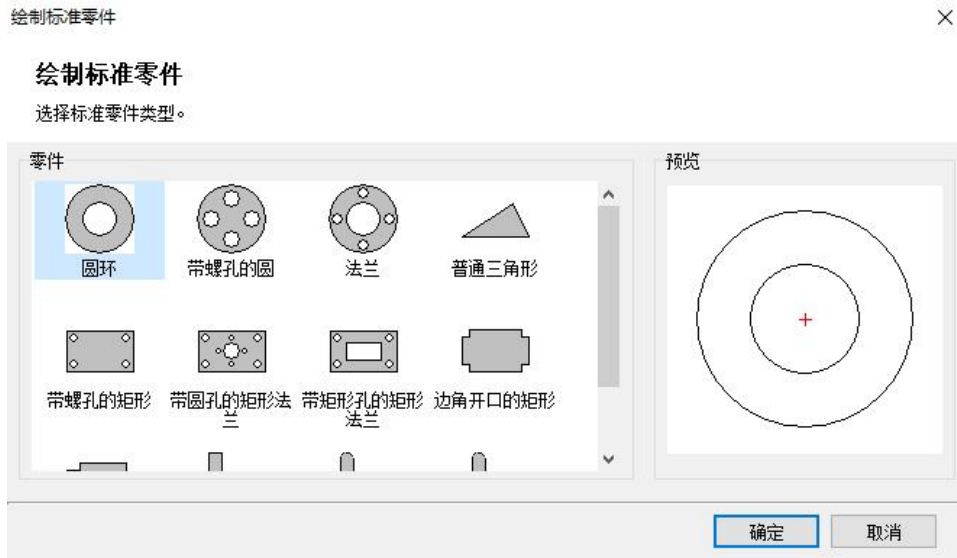 绘制标准零件
绘制标准零件
选择标准零件类型。
零件
预览
圆环
带螺孔的圆
法兰
普通三角形
带螺孔的矩形
带圆孔的矩形法
兰
带矩形孔的矩形
法兰
边角开口的矩形
确定
取消